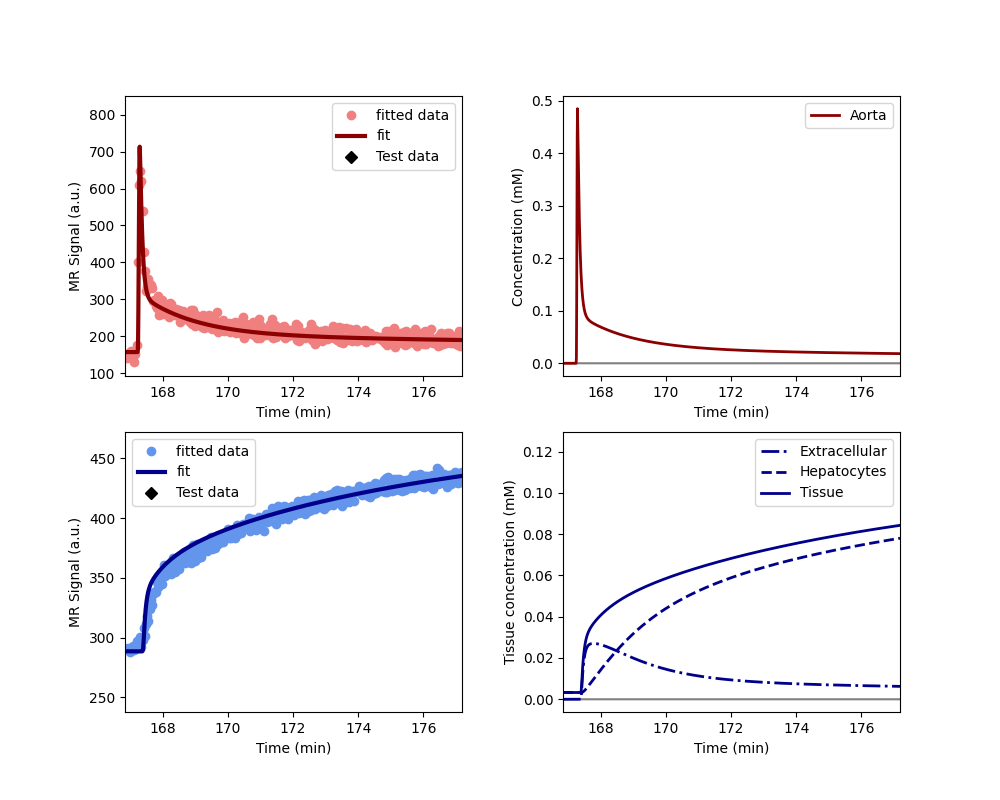 800
700
600
500
400
300
200
100
MR Signal (a.u.)
fitted data
fit
Test data
168
170
172
174
176
Time (min)
0.5
0.4
0.3
0.2
0.1
0.0
Concentration (mM)
Aorta
168
170
172
174
176
Time (min)
450
400
350
300
250
MR Signal (a.u.)
fitted data
fit
Test data
168
170
172
174
176
Time (min)
0.12
0.10
0.08
0.06
0.04
0.02
0.00
Tissue concentration (mM)
Extracellular
Hepatocytes
Tissue
168
170
172
174
176
Time (min)